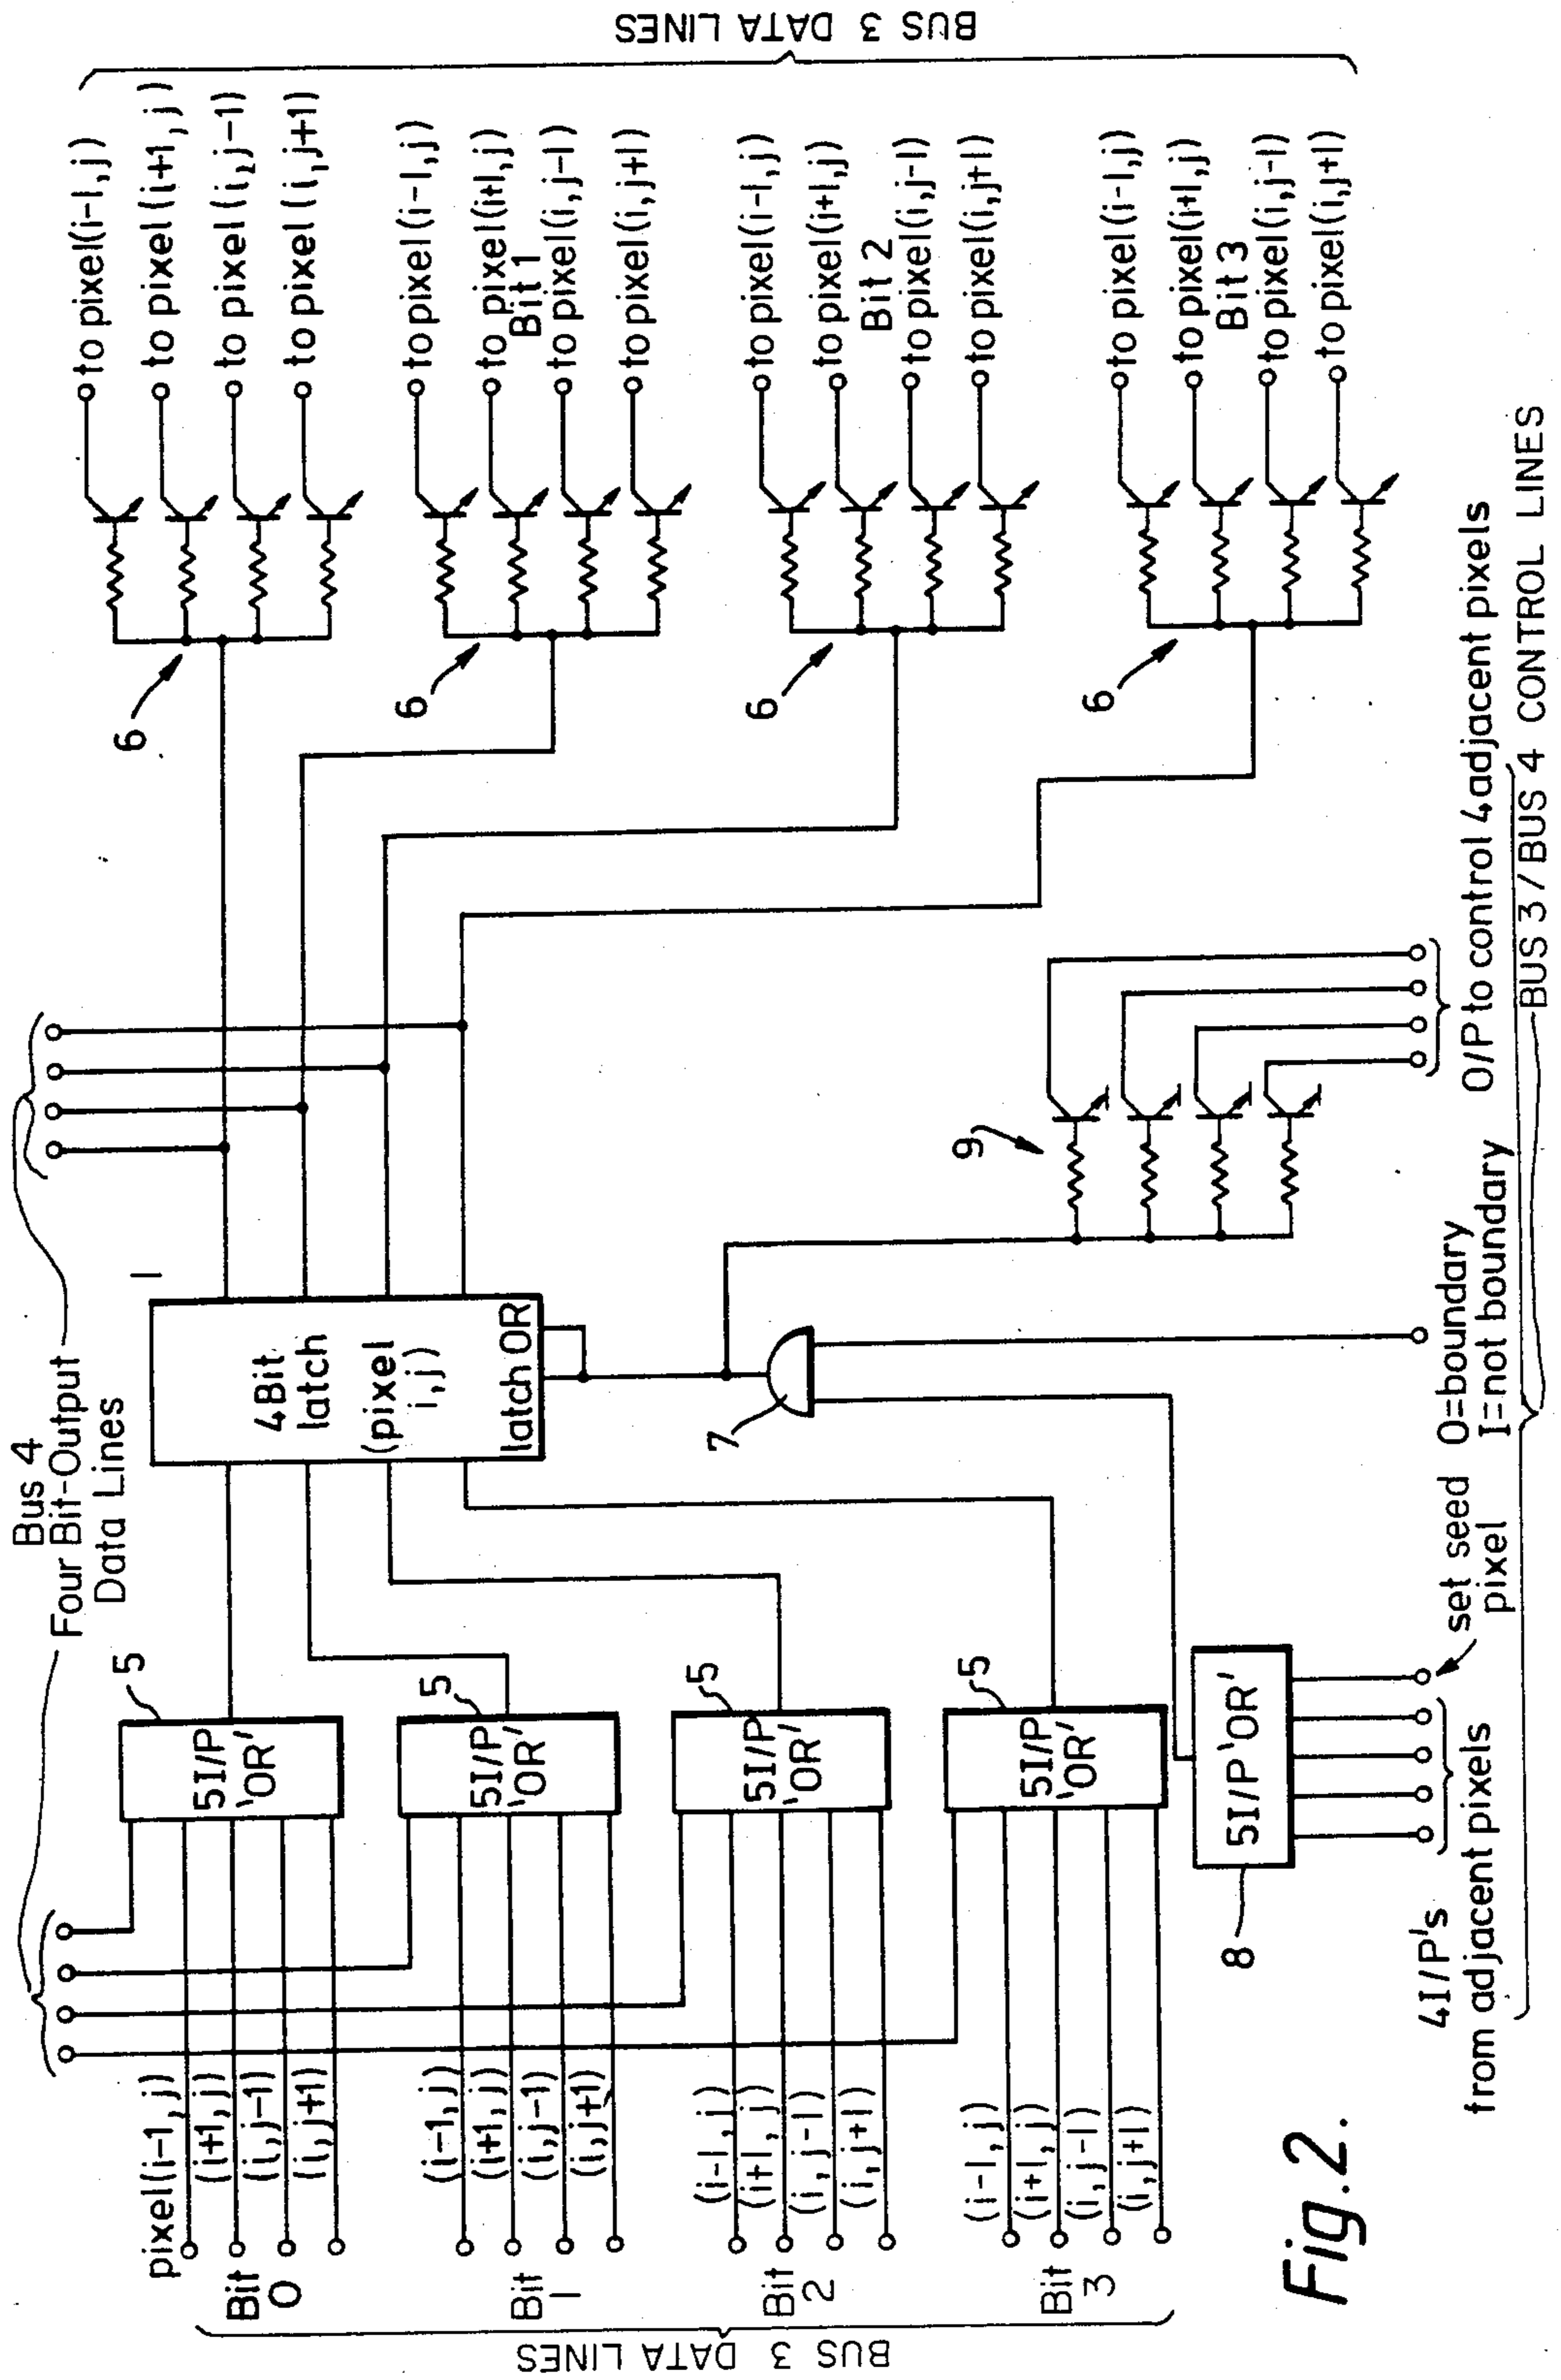 Bus 4
Four Bit-Output
Data Lines
BUS 3 DATA LINES
Bit
0
pixel(i-1,j)
(i+1,j)
(i,j-1)
(i,j+1)
Bit
1
(i-1,j)
(i+1,j)
(i,j-1)
(i,j+1)
Bit
2
(i-1,j)
(i+1,j)
(i,j-1)
(i,j+1)
Bit
3
(i-1,j)
(i+1,j)
(i,j-1)
(i,j+1)
5
5I/P
'OR'
5
5I/P
'OR'
5
5I/P
'OR'
5
5I/P
'OR'
1
4Bit
latch
(pixel
i,j)
latch OR
7
8
5I/P 'OR'
4I/P's
from adjacent pixels
set seed
pixel
0=boundary
1=not boundary
9
O/P to control 4 adjacent pixels
BUS 3 / BUS 4 CONTROL LINES
6
to pixel(i-1,j)
to pixel(i+1,j)
to pixel(i,j-1)
to pixel(i,j+1)
6
to pixel(i-1,j)
to pixel(i+1,j)
Bit 1
to pixel(i,j-1)
to pixel(i,j+1)
6
to pixel(i-1,j)
to pixel(i+1,j)
Bit 2
to pixel(i,j-1)
to pixel(i,j+1)
6
to pixel(i-1,j)
to pixel(i+1,j)
Bit 3
to pixel(i,j-1)
to pixel(i,j+1)
BUS 3 DATA LINES
Fig.2.